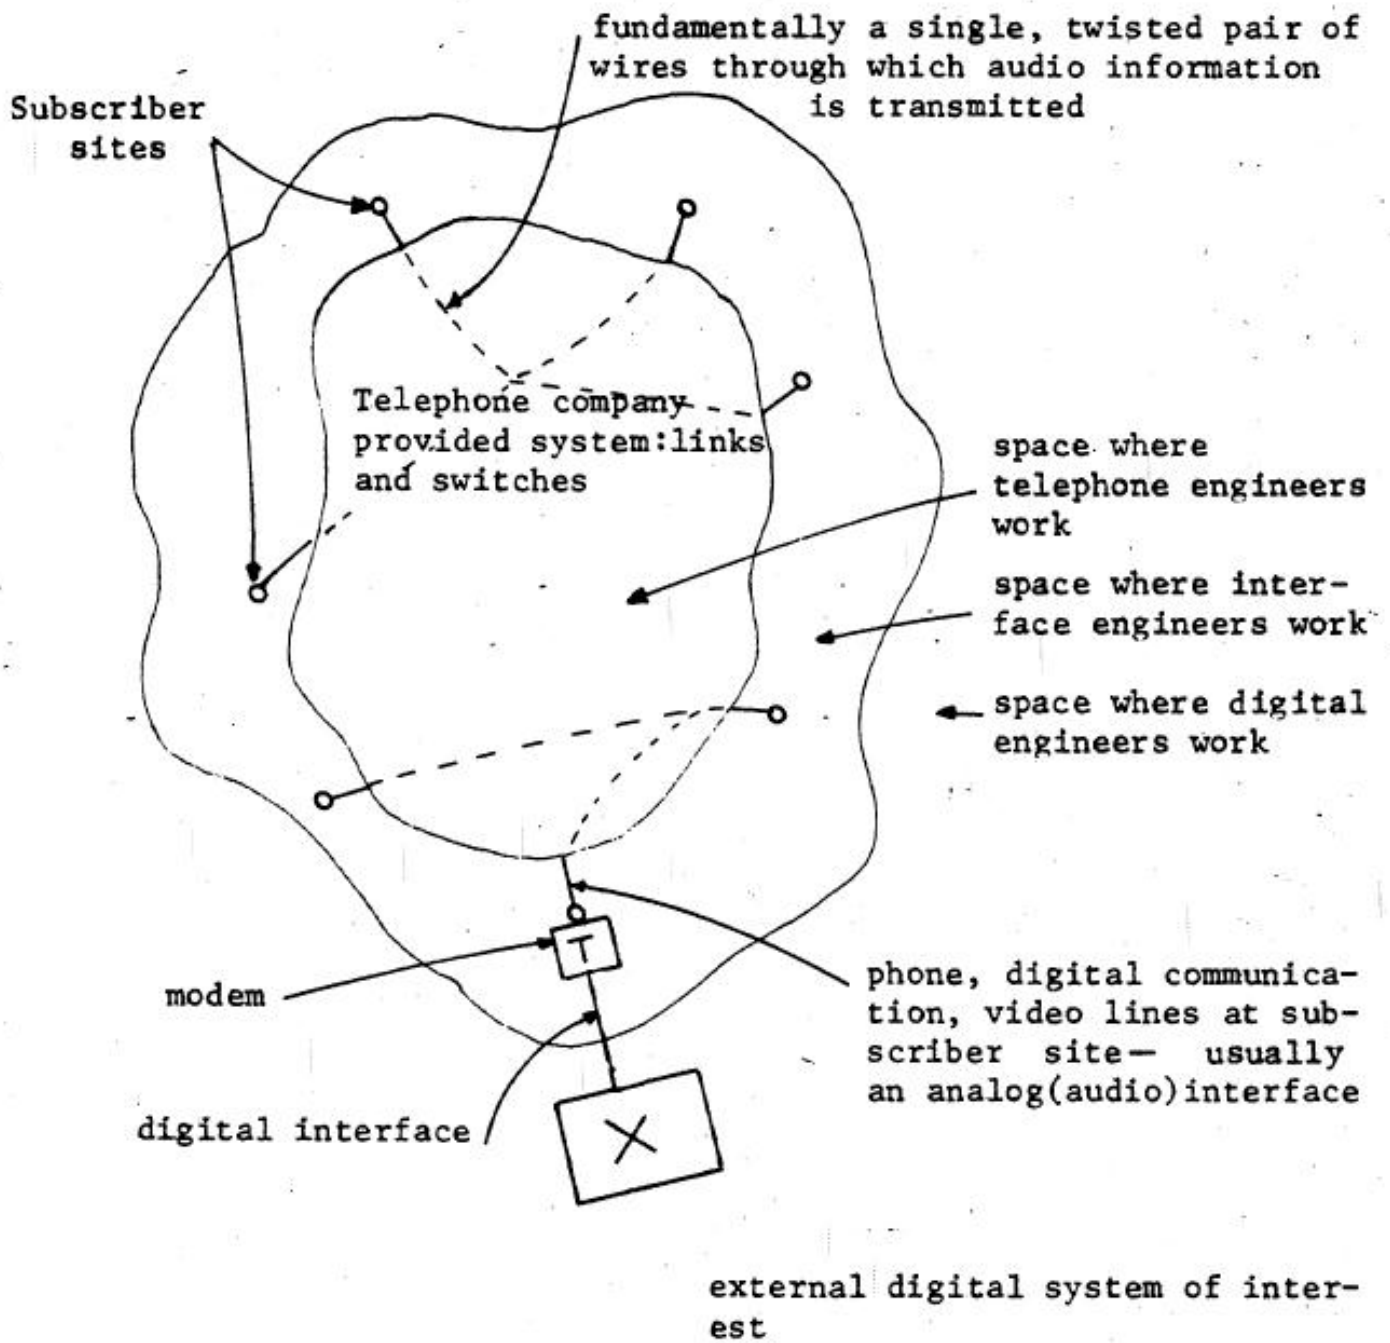 fundamentally a single, twisted pair of
wires through which audio information
is transmitted
Subscriber
sites
Telephone company
provided system:links
and switches
space where
telephone engineers
work
space where inter-
face engineers work
space where digital
engineers work
T
modem
phone, digital communica-
tion, video lines at sub-
scriber site— usually
an analog(audio)interface
digital interface
X
external digital system of inter-
est